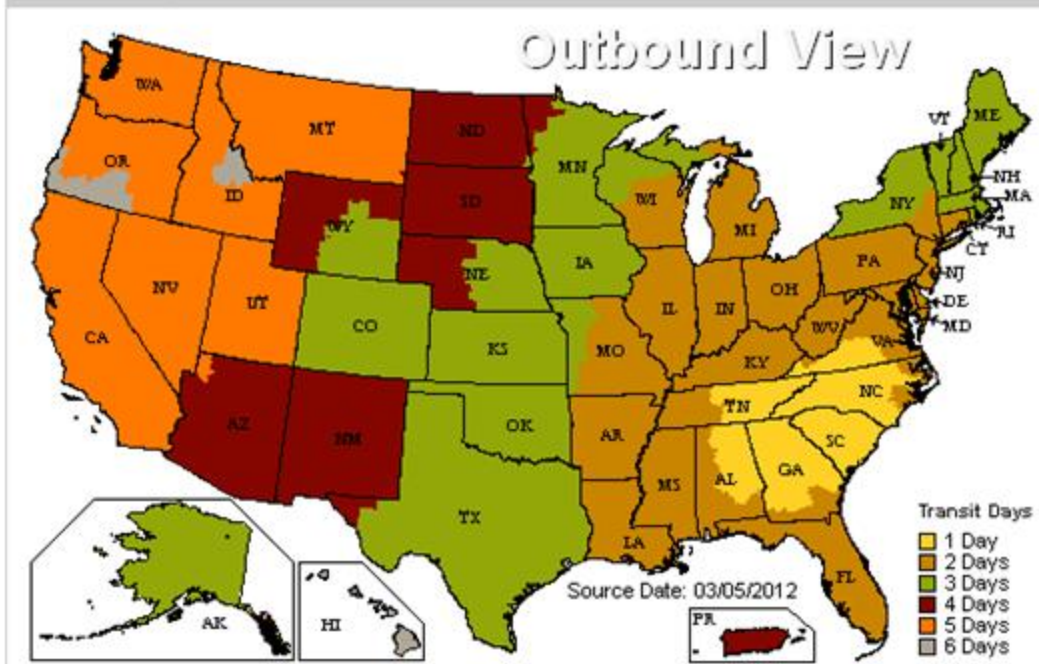 Outbound View
WA
MT
ND
MN
VT
ME
OR
ID
SD
WI
MI
NY
NH
MA
RI
CT
WY
NE
IA
PA
NJ
DE
MD
NV
UT
CO
KS
IL
IN
OH
WV
VA
CA
MO
KY
AZ
NM
OK
AR
TN
NC
SC
TX
LA
MS
AL
GA
FL
AK
HI
PR
Source Date: 03/05/2012
Transit Days
1 Day
2 Days
3 Days
4 Days
5 Days
6 Days